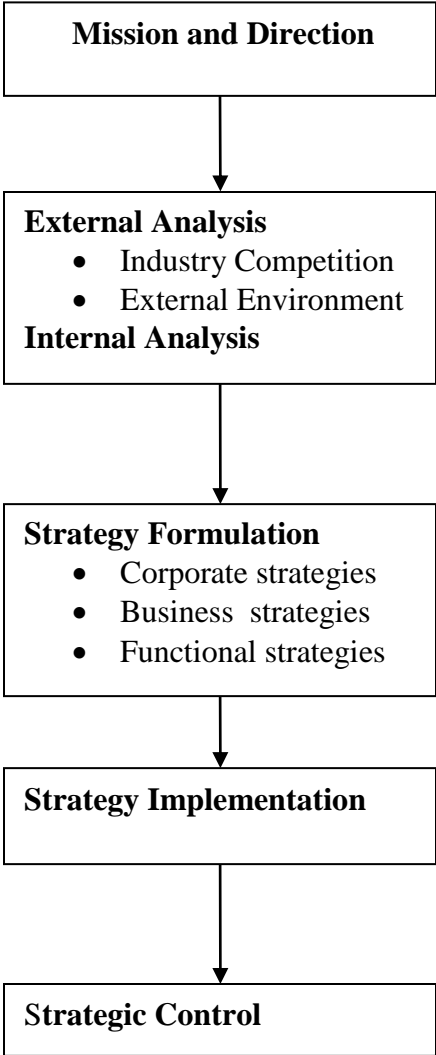 Mission and Direction
External Analysis
• Industry Competition
• External Environment
Internal Analysis
Strategy Formulation
• Corporate strategies
• Business  strategies
• Functional strategies
Strategy Implementation
Strategic Control